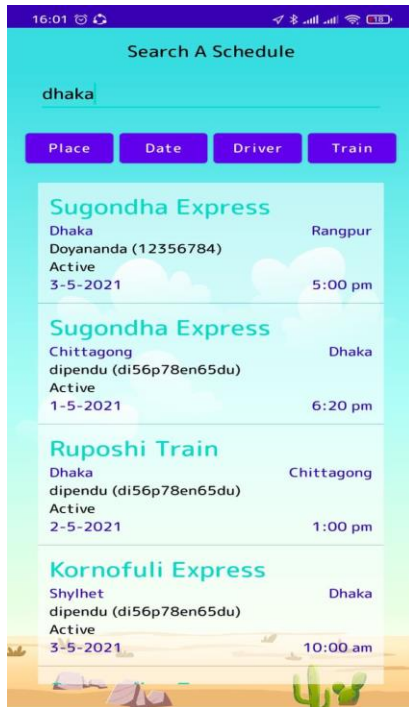 16:01 18
Search A Schedule
dhaka
Place Date Driver Train
Sugondha Express
Dhaka Rangpur
Doyananda (12356784)
Active
3-5-2021 5:00 pm
Sugondha Express
Chittagong Dhaka
dipendu (di56p78en65du)
Active
1-5-2021 6:20 pm
Ruposhi Train
Dhaka Chittagong
dipendu (di56p78en65du)
Active
2-5-2021 1:00 pm
Kornofuli Express
Shylhet Dhaka
dipendu (di56p78en65du)
Active
3-5-2021 10:00 am